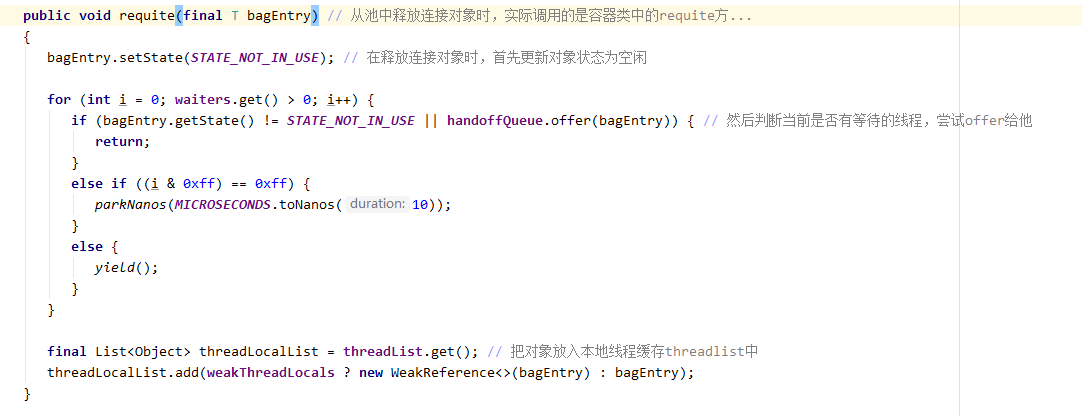 public void requite(final T bagEntry) // 从池中释放连接对象时，实际调用的是容器类中的requite方...
{
bagEntry.setState(STATE_NOT_IN_USE); // 在释放连接对象时，首先更新对象状态为空闲
for (int i = 0; waiters.get() > 0; i++) {
if (bagEntry.getState() != STATE_NOT_IN_USE || handoffQueue.offer(bagEntry)) { // 然后判断当前是否有等待的线程，尝试offer给他
return;
}
else if ((i & 0xff) == 0xff) {
parkNanos(MICROSECONDS.toNanos( duration: 10));
}
else {
yield();
}
}
final List<Object> threadLocalList = threadList.get(); // 把对象放入本地线程缓存threadlist中
threadLocalList.add(weakThreadLocals ? new WeakReference<>(bagEntry) : bagEntry);
}